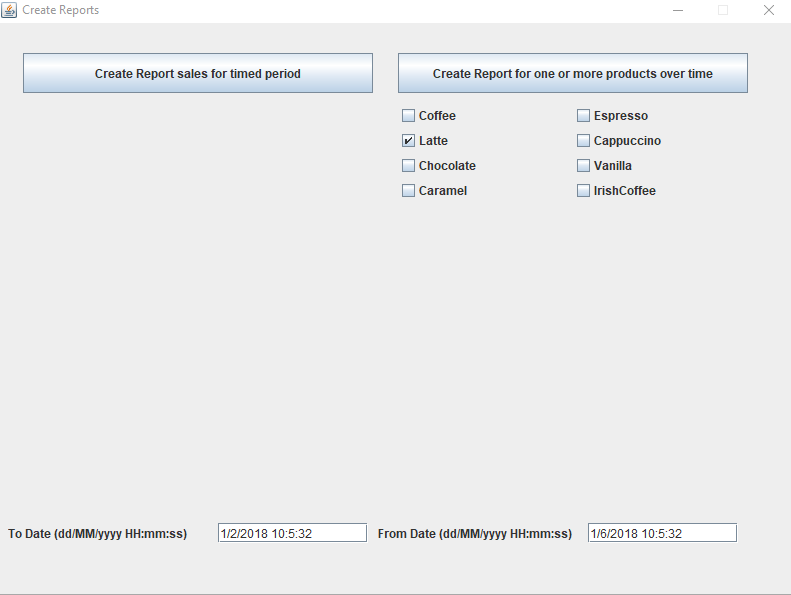 Create Reports
Create Report sales for timed period
Create Report for one or more products over time
Coffee
Espresso
Latte
Cappuccino
Chocolate
Vanilla
Caramel
IrishCoffee
To Date (dd/MM/yyyy HH:mm:ss) 1/2/2018 10:5:32 From Date (dd/MM/yyyy HH:mm:ss) 1/6/2018 10:5:32